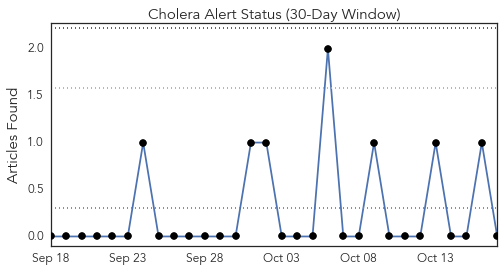 Cholera Alert Status (30-Day Window)
Articles Found
2.0
1.5
1.0
0.5
0.0
Sep 18 Sep 23 Sep 28 Oct 03 Oct 08 Oct 13